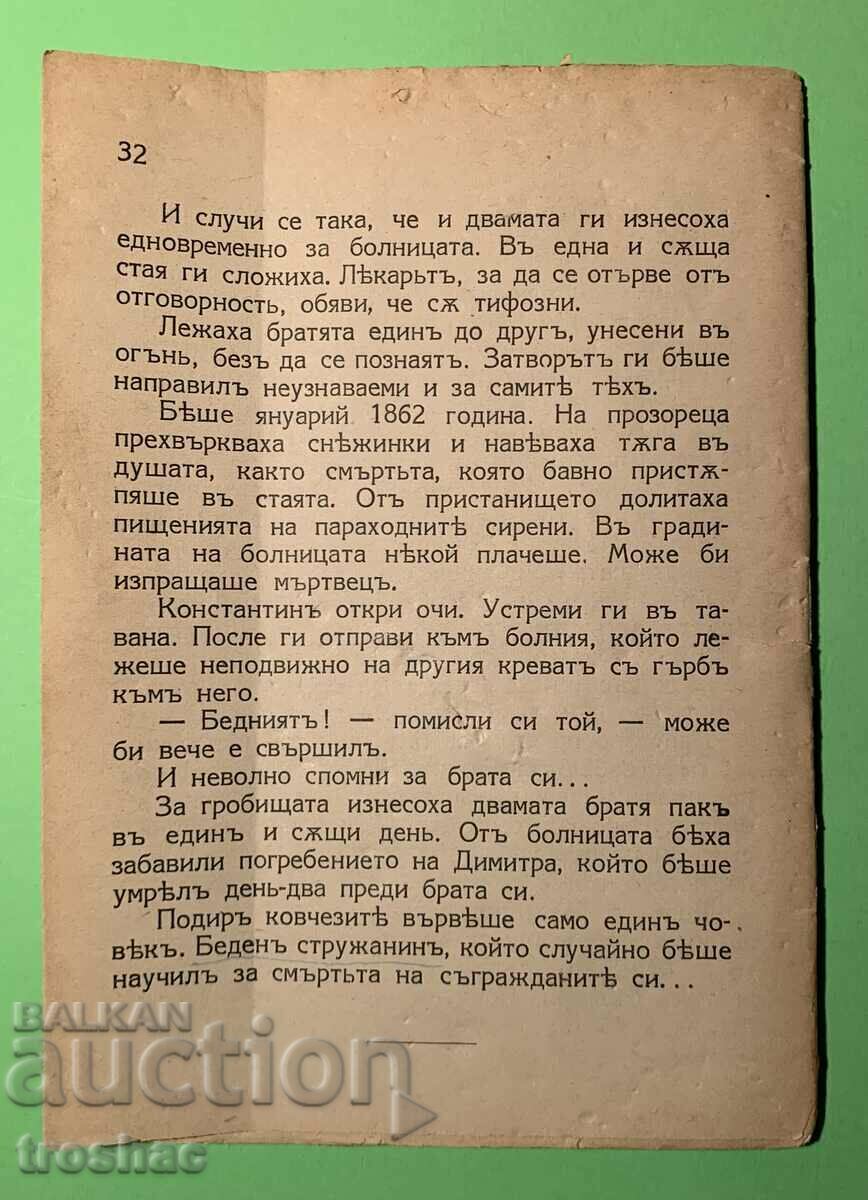 32
И случи се така, че и двамата ги изнесоха
едновременно за болницата. Въ една и сѫща
стая ги сложиха. Лѣкарьтъ, за да се отърве отъ
отговорность, обяви, че сѫ тифозни.
Лежаха братята единъ до другъ, унесени въ
огънь, безъ да се познаятъ. Затворътъ ги бѣше
направилъ неузнаваеми и за самитѣ тѣхъ.
Бѣше януарий 1862 година. На прозореца
прехвъркваха снѣжинки и навѣваха тѫга въ
душата, както смъртьта, която бавно пристѫ-
пяше въ стаята. Отъ пристанището долитаха
пищенията на параходнитѣ сирени. Въ гради-
ната на болницата нѣкой плачеше. Може би
изпращаше мъртвецъ.
Константинъ откри очи. Устреми ги въ та-
вана. После ги отправи къмъ болния, който ле-
жеше неподвижно на другия креватъ съ гърбъ
къмъ него.
— Бедниятъ! — помисли си той, — може
би вече е свършилъ.
И неволно спомни за брата си...
За гробищата изнесоха двамата братя пакъ
въ единъ и сѫщи день. Отъ болницата бѣха
забавили погребението на Димитра, който бѣше
умрѣлъ день-два преди брата си.
Подиръ ковчезитѣ вървѣше само единъ чо-
вѣкъ. Беденъ стружанинъ, който случайно бѣше
научилъ за смъртьта на съгражданитѣ си...
BALKAN
auction
troshac